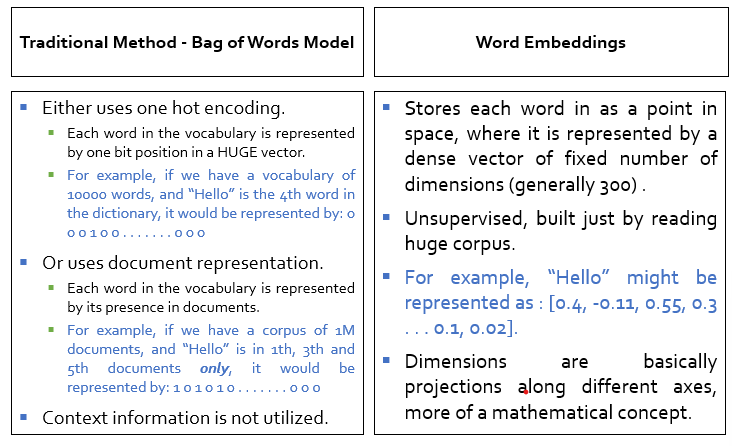 Traditional Method - Bag of Words Model
Either uses one hot encoding.
Each word in the vocabulary is represented
by one bit position in a HUGE vector.
For example, if we have a vocabulary of
10000 words, and “Hello” is the 4th word in
the dictionary, it would be represented by: 0
0 0 1 0 0 . . . . . . . 0 0 0
Or uses document representation.
Each word in the vocabulary is represented
by its presence in documents.
For example, if we have a corpus of 1M
documents, and “Hello” is in 1th, 3th and
5th documents only, it would be
represented by: 1 0 1 0 1 0 . . . . . . . 0 0 0
Context information is not utilized.
Word Embeddings
Stores each word in as a point in
space, where it is represented by a
dense vector of fixed number of
dimensions (generally 300) .
Unsupervised, built just by reading
huge corpus.
For example, “Hello” might be
represented as : [0.4, -0.11, 0.55, 0.3
. . . 0.1, 0.02].
Dimensions are basically
projections along different axes,
more of a mathematical concept.